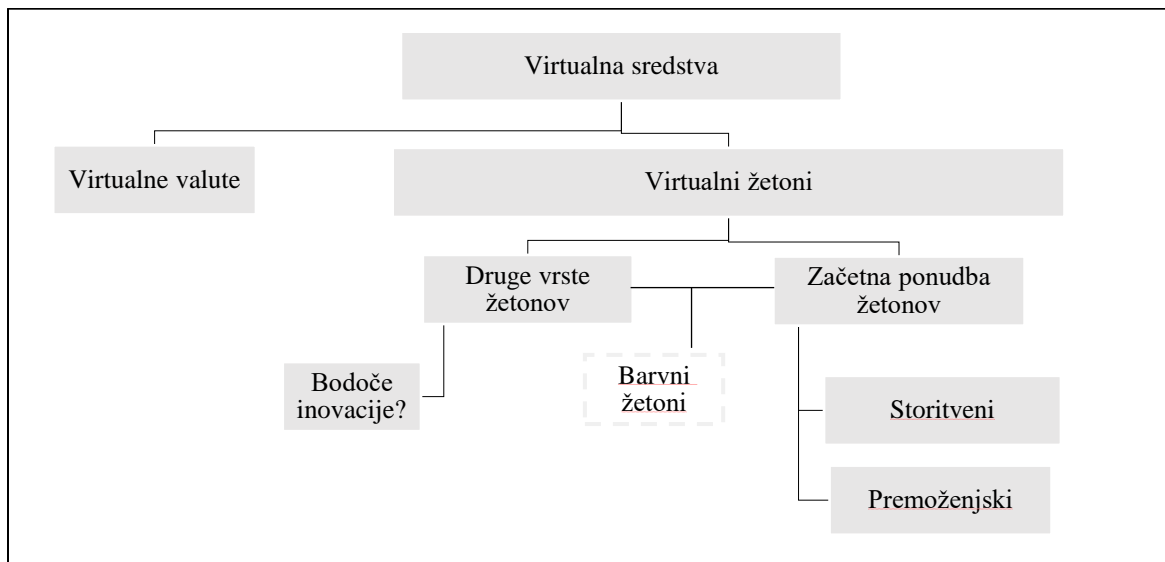 Virtualna sredstva
Virtualne valute
Virtualni žetoni
Druge vrste
žetonov
Začetna ponudba
žetonov
Bodoče
inovacije?
Barvni
žetoni
Storitveni
Premoženjski